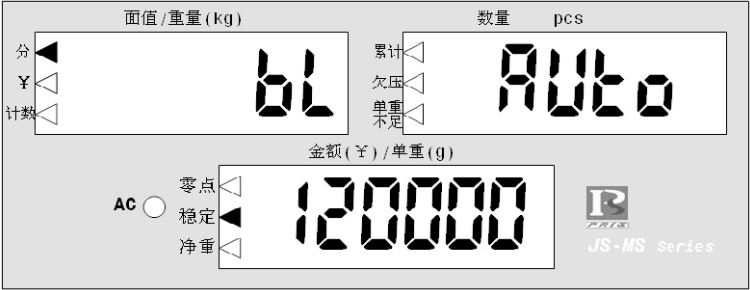 面值/重量(kg)
数量 pcs
分
¥
计数
bL
累计
欠压
单重
不足
Auto
金额(¥)/单重(g)
零点
稳定
净重
120000
AC
JS-MS Series